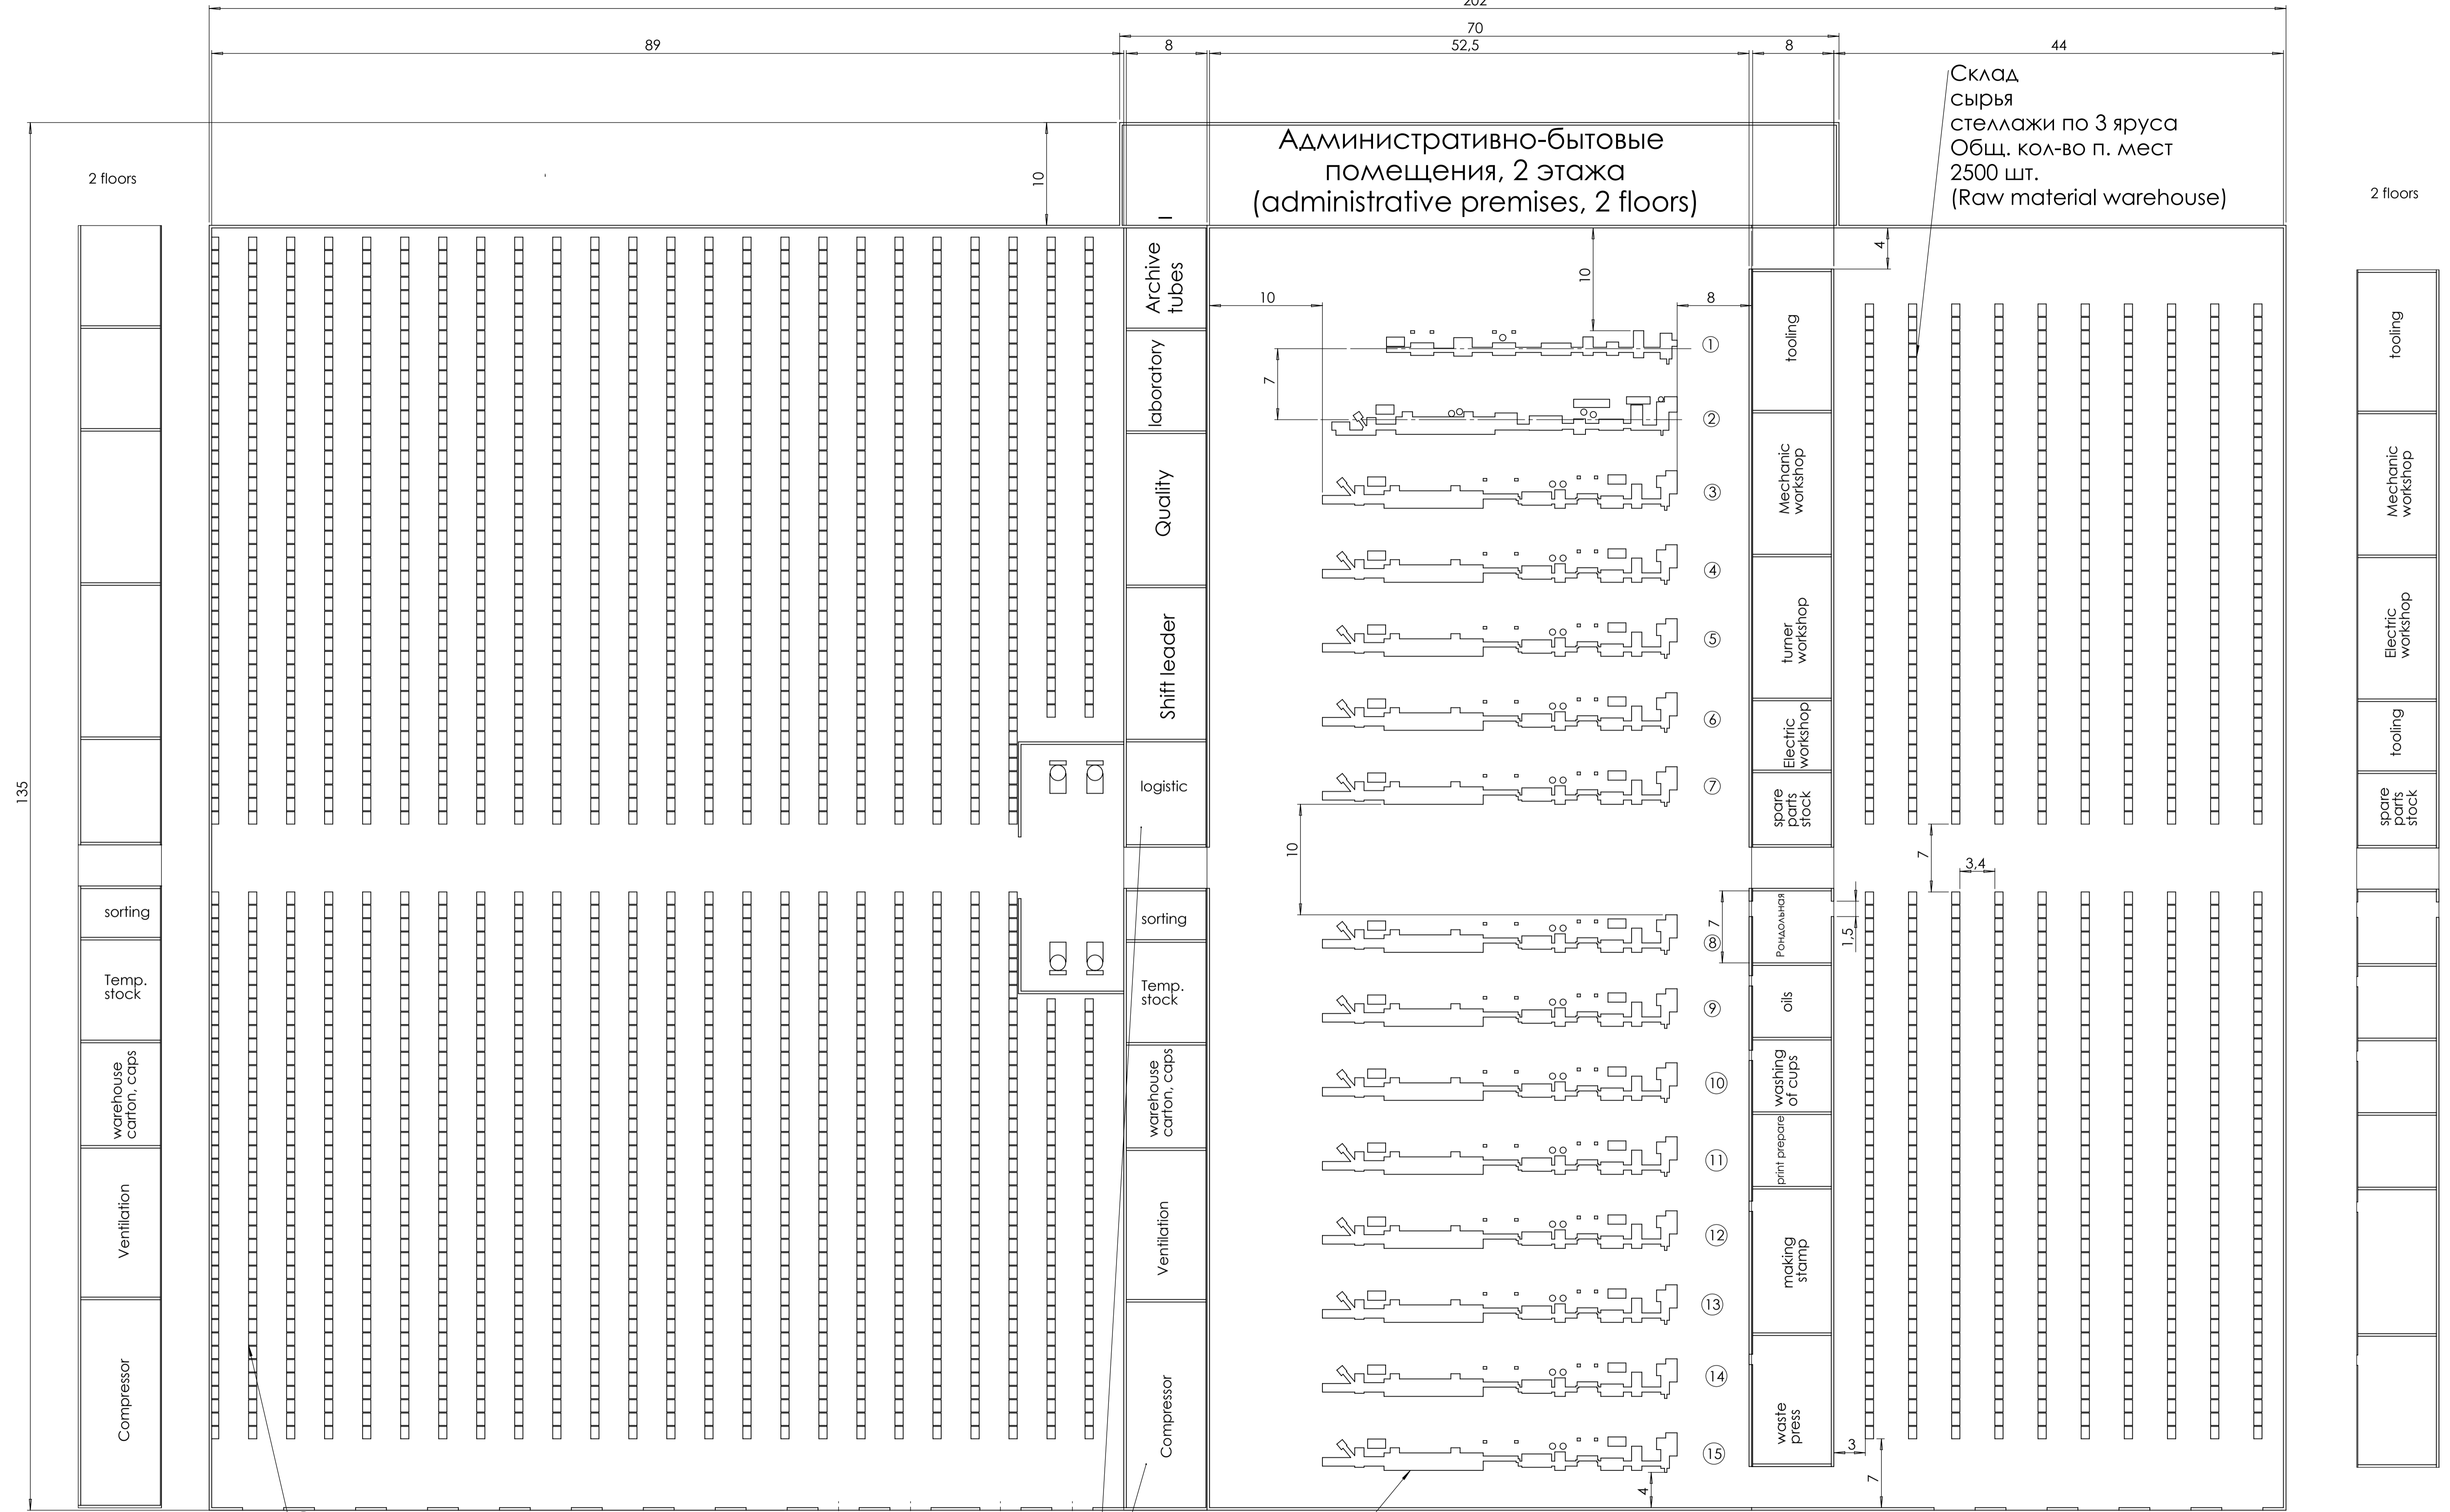 202
70
89
8
52,5
8
44
Склад
сырья
стеллажи по 3 яруса
Общ. кол-во п. мест
2500 шт.
(Raw material warehouse)
Административно-бытовые
помещения, 2 этажа
(administrative premises, 2 floors)
2 floors
10
2 floors
135
Archive
tubes
laboratory
Quality
Shift leader
logistic
sorting
Temp.
stock
warehouse
carton, caps
Ventilation
Compressor
sorting
Temp.
stock
warehouse
carton, caps
Ventilation
Compressor
10
10
8
7
10
4
1
2
3
4
5
6
7
8
9
10
11
12
13
14
15
4
tooling
Mechanic
workshop
turner
workshop
Electric
workshop
spare
parts
stock
7
Рондольная
1,5
oils
washing
of cups
print prepare
making
stamp
waste
press
7
3,4
3
7
tooling
Mechanic
workshop
Electric
workshop
tooling
spare
parts
stock